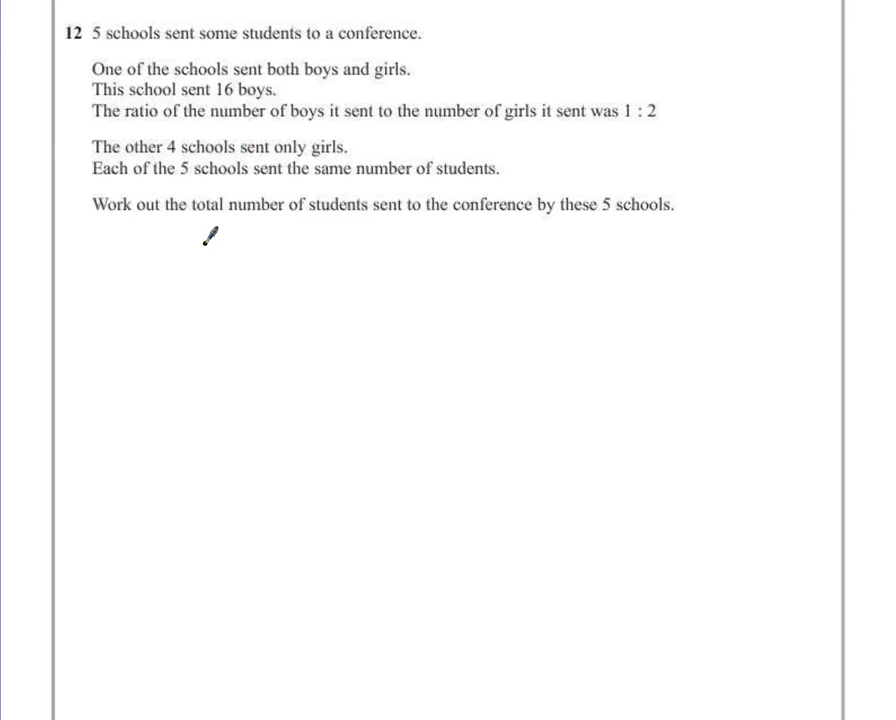 12 5 schools sent some students to a conference.
One of the schools sent both boys and girls.
This school sent 16 boys.
The ratio of the number of boys it sent to the number of girls it sent was 1 : 2
The other 4 schools sent only girls.
Each of the 5 schools sent the same number of students.
Work out the total number of students sent to the conference by these 5 schools.